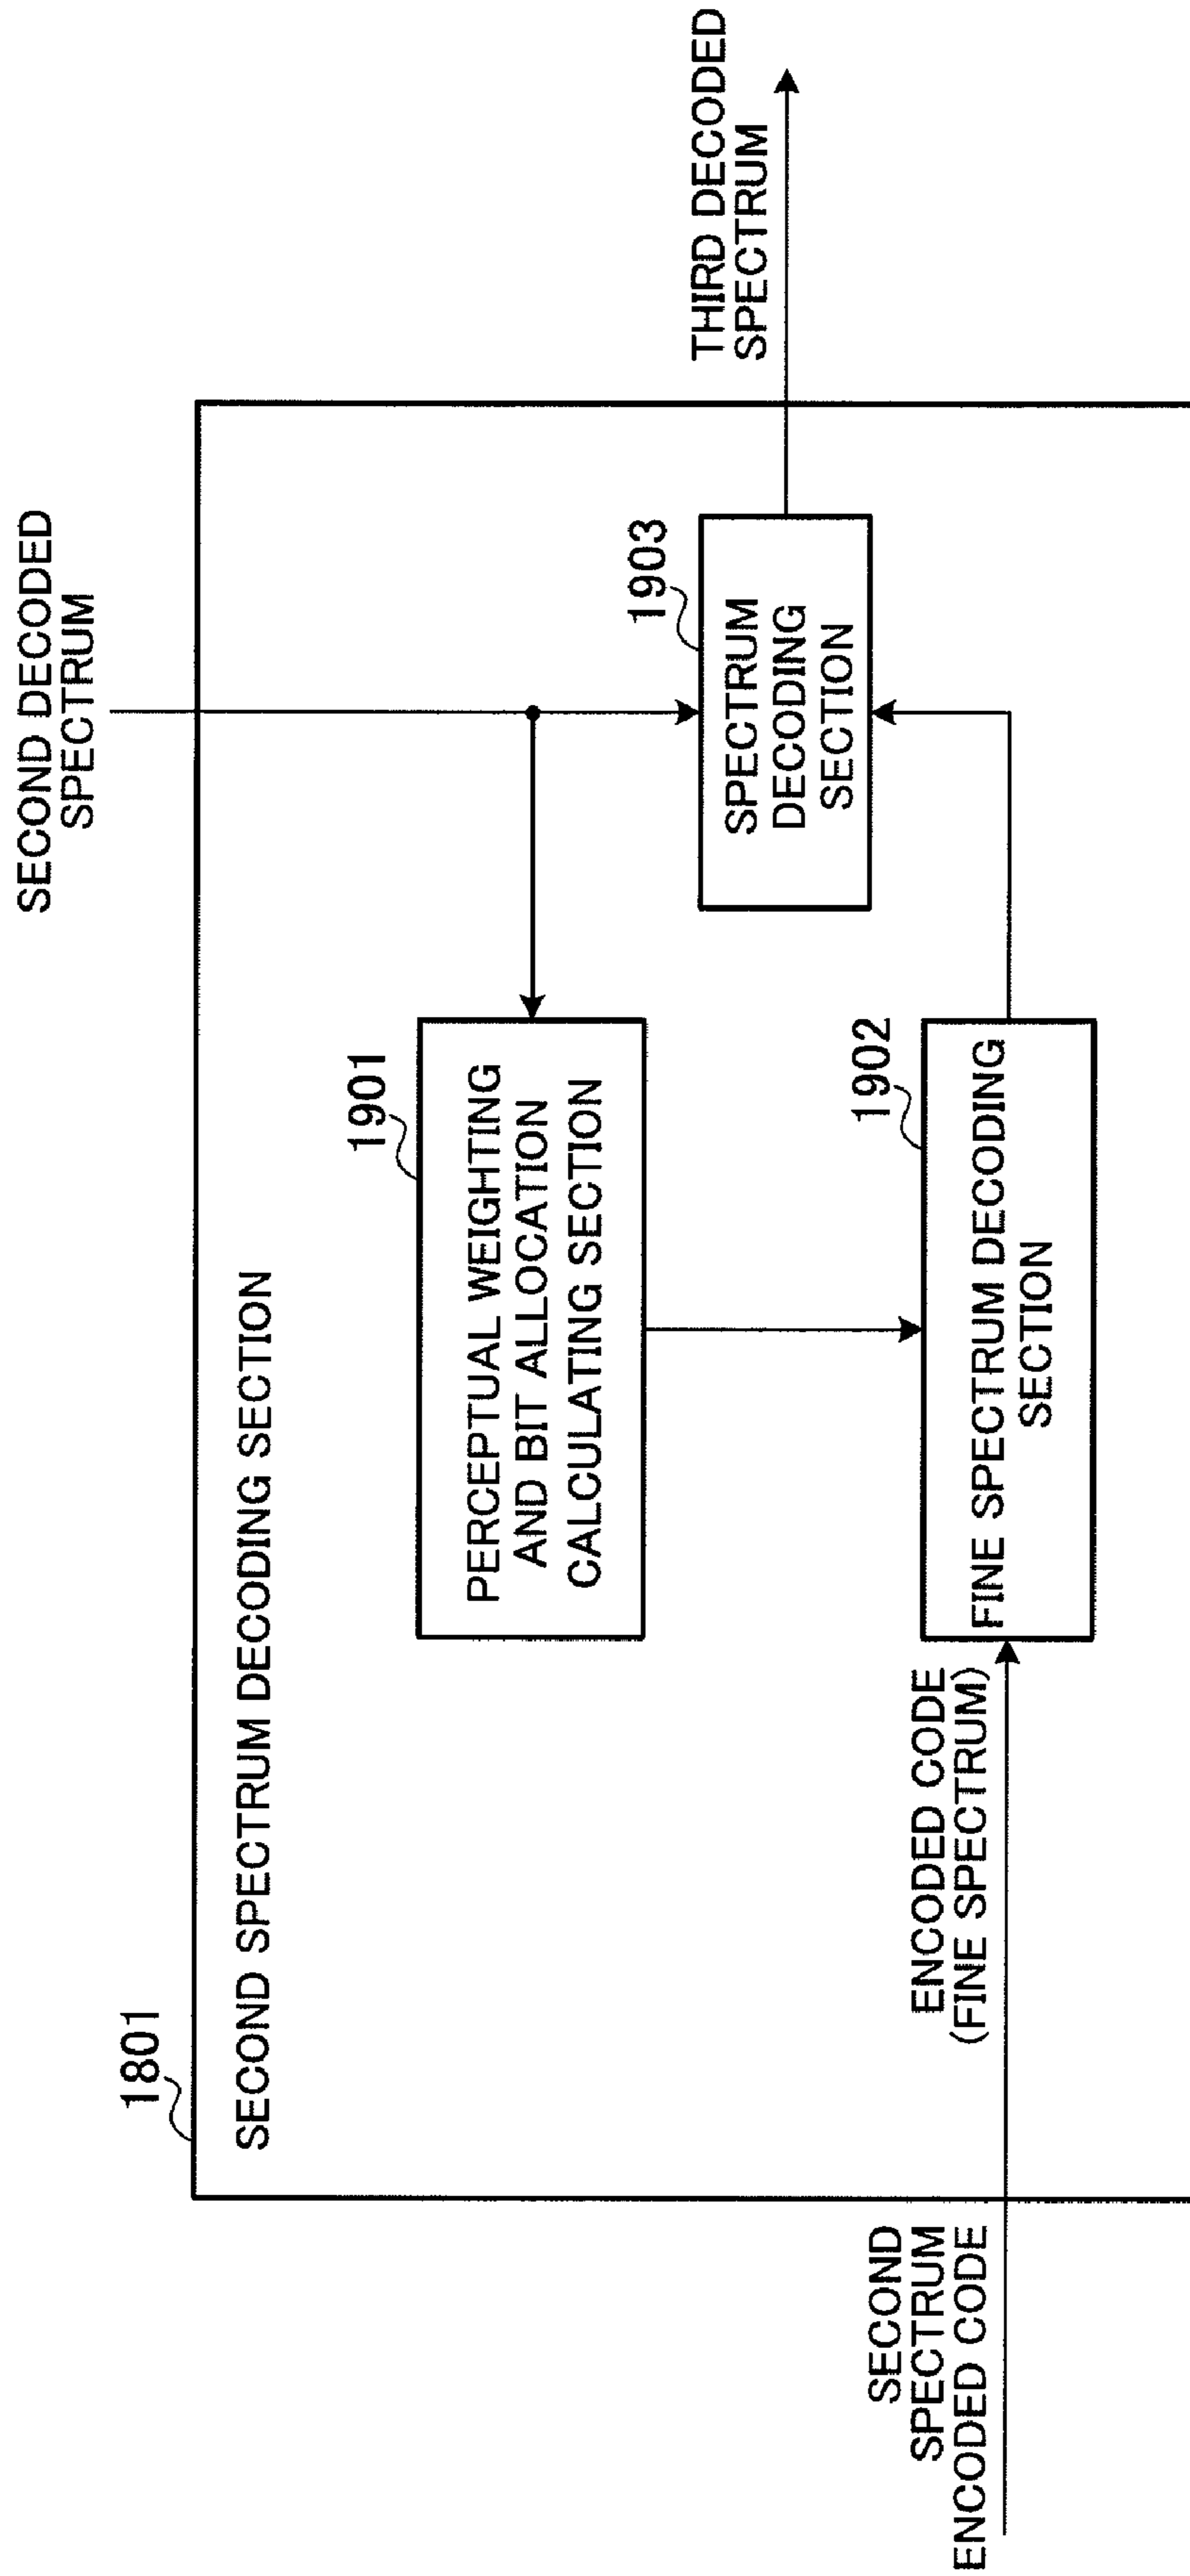 SECOND DECODED
SPECTRUM
1801
SECOND SPECTRUM DECODING SECTION
1901
PERCEPTUAL WEIGHTING
AND BIT ALLOCATION
CALCULATING SECTION
1903
SPECTRUM
DECODING
SECTION
THIRD DECODED
SPECTRUM
SECOND
SPECTRUM
ENCODED CODE
ENCODED CODE
(FINE SPECTRUM)
1902
FINE SPECTRUM DECODING
SECTION